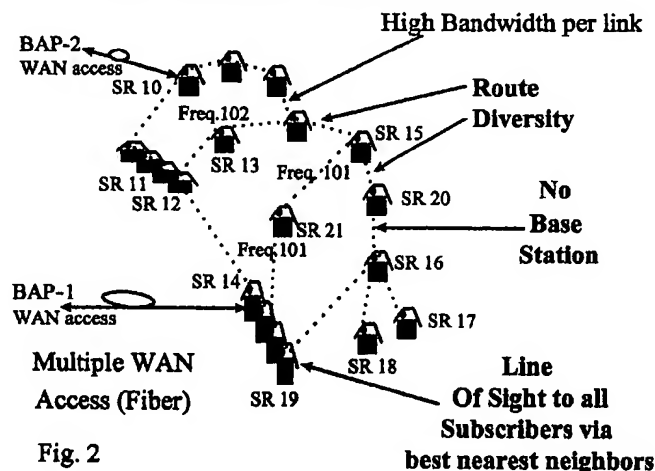 High Bandwidth per link
BAP-2
WAN access
SR 10
Freq.102
Route
Diversity
SR 15
SR 13
Freq. 101
SR 11
SR 12
SR 20
No
Base
Station
SR 21
Freq.101
SR 14
SR 16
BAP-1
WAN access
SR 17
SR 18
Multiple WAN
Access (Fiber)
SR 19
Line
Of Sight to all
Subscribers via
best nearest neighbors
Fig. 2